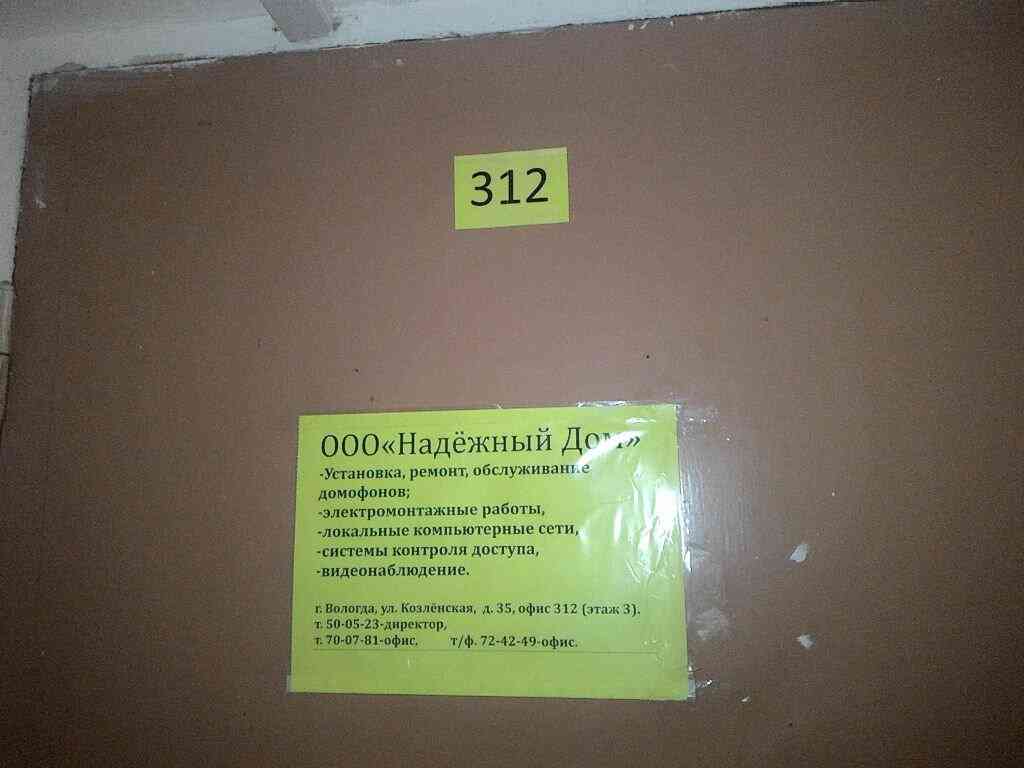 312
ООО«Надёжный Дом»
-Установка, ремонт, обслуживание
домофонов;
-электромонтажные работы,
-локальные компьютерные сети,
-системы контроля доступа,
-видеонаблюдение.
г. Вологда, ул. Козлёнская, д. 35, офис 312 (этаж 3).
т. 50-05-23-директор,
т. 70-07-81-офис, т/ф. 72-42-49-офис.